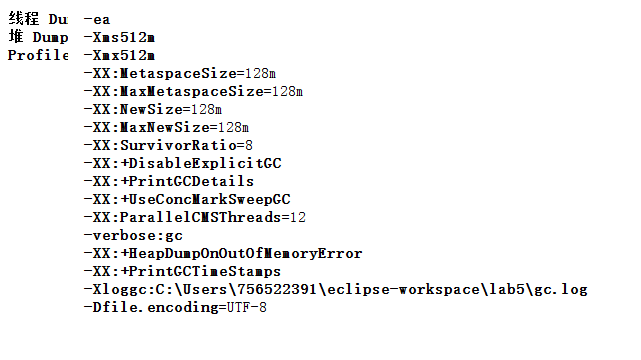 线程 Du
堆 Dump
Profile
-ea
-Xms512m
-Xmx512m
-XX:MetaspaceSize=128m
-XX:MaxMetaspaceSize=128m
-XX:NewSize=128m
-XX:MaxNewSize=128m
-XX:SurvivorRatio=8
-XX:+DisableExplicitGC
-XX:+PrintGCDetails
-XX:+UseConcMarkSweepGC
-XX:ParallelCMSThreads=12
-verbose:gc
-XX:+HeapDumpOnOutOfMemoryError
-XX:+PrintGCTimeStamps
-Xloggc:C:\Users\756522391\eclipse-workspace\lab5\gc.log
-Dfile.encoding=UTF-8